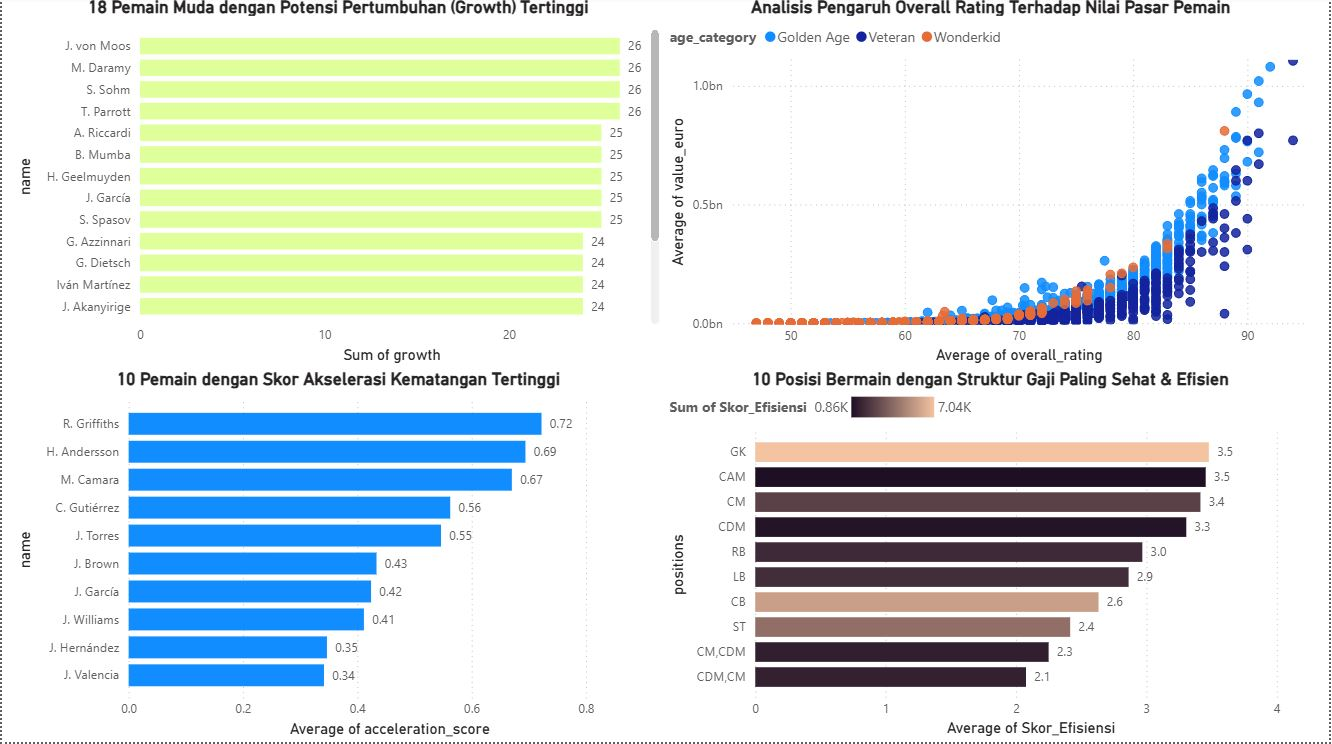 18 Pemain Muda dengan Potensi Pertumbuhan (Growth) Tertinggi
name
J. von Moos 26
M. Daramy 26
S. Sohm 26
T. Parrott 26
A. Riccardi 25
B. Mumba 25
H. Geelmuyden 25
J. García 25
S. Spasov 25
G. Azzinnari 24
G. Dietsch 24
Iván Martínez 24
J. Akanyirige 24
0 10 20
Sum of growth
Analisis Pengaruh Overall Rating Terhadap Nilai Pasar Pemain
age_category Golden Age Veteran Wonderkid
Average of value_euro
1.0bn
0.5bn
0.0bn
50 60 70 80 90
Average of overall_rating
10 Pemain dengan Skor Akselerasi Kematangan Tertinggi
name
R. Griffiths 0.72
H. Andersson 0.69
M. Camara 0.67
C. Gutiérrez 0.56
J. Torres 0.55
J. Brown 0.43
J. García 0.42
J. Williams 0.41
J. Hernández 0.35
J. Valencia 0.34
0.0 0.2 0.4 0.6 0.8
Average of acceleration_score
10 Posisi Bermain dengan Struktur Gaji Paling Sehat & Efisien
Sum of Skor_Efisiensi 0.86K 7.04K
positions
GK 3.5
CAM 3.5
CM 3.4
CDM 3.3
RB 3.0
LB 2.9
CB 2.6
ST 2.4
CM,CDM 2.3
CDM,CM 2.1
0 1 2 3 4
Average of Skor_Efisiensi